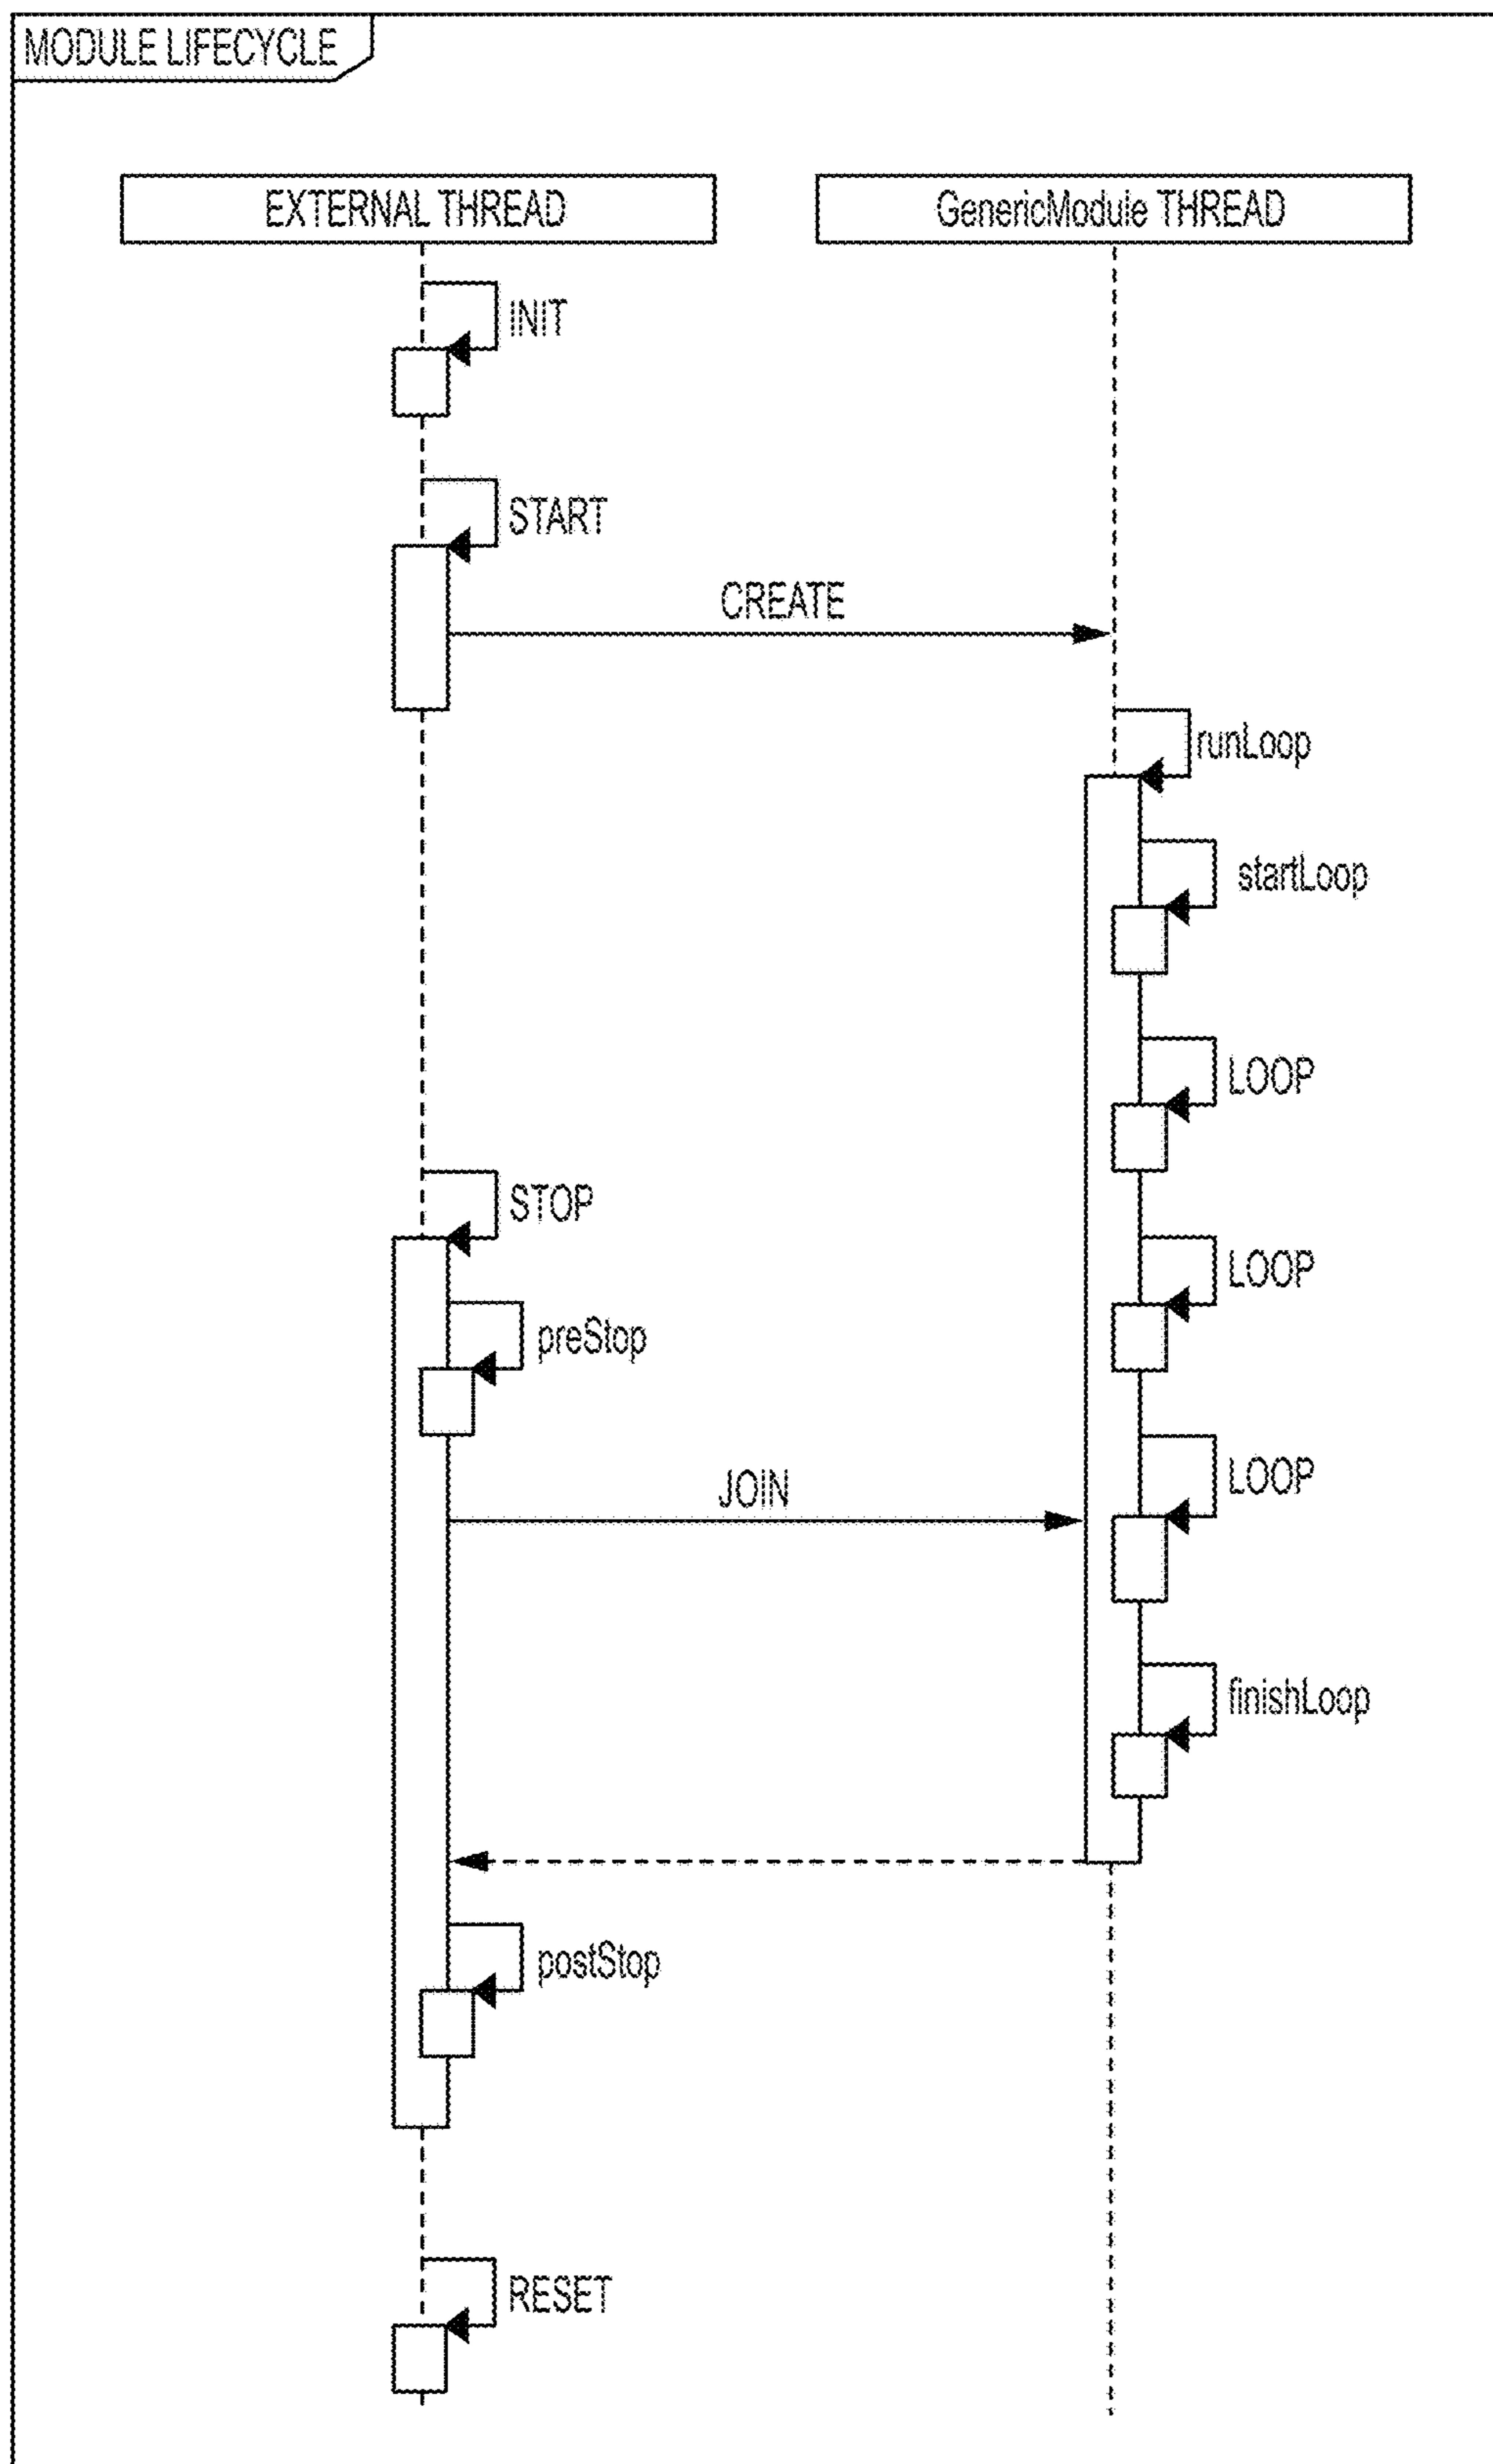 MODULE LIFECYCLE
EXTERNAL THREAD
GenericModule THREAD
INIT
START
CREATE
runLoop
startLoop
LOOP
STOP
LOOP
preStop
LOOP
JOIN
finishLoop
postStop
RESET